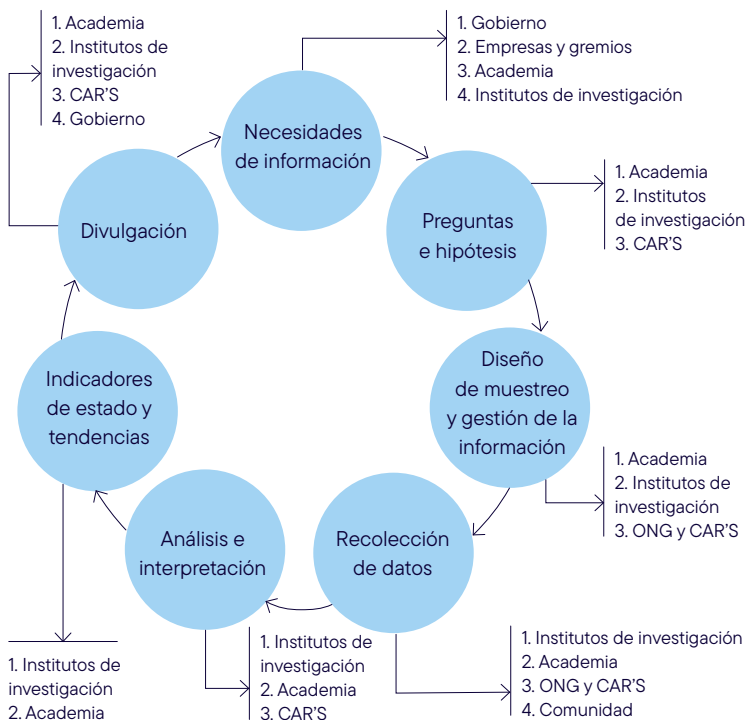 1. Academia
2. Institutos de
investigación
3. CAR'S
4. Gobierno
1. Gobierno
2. Empresas y gremios
3. Academia
4. Institutos de investigación
Necesidades
de información
Divulgación
Preguntas
e hipótesis
1. Academia
2. Institutos
de investigación
3. CAR'S
Indicadores
de estado y
tendencias
Diseño
de muestreo
y gestión de la
información
1. Academia
2. Institutos de
investigación
3. ONG y CAR'S
Análisis e
interpretación
Recolección
de datos
1. Institutos de
investigación
2. Academia
1. Institutos de
investigación
2. Academia
3. CAR'S
1. Institutos de investigación
2. Academia
3. ONG y CAR'S
4. Comunidad